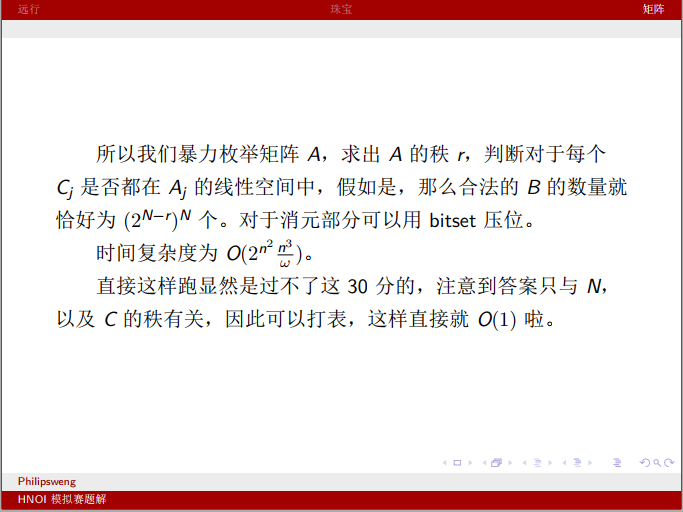 远行 珠宝 矩阵
所以我们暴力枚举矩阵 A，求出 A 的秩 r，判断对于每个
C_j 是否都在 A_j 的线性空间中，假如是，那么合法的 B 的数量就
恰好为 (2^{N−r})^N 个。对于消元部分可以用 bitset 压位。
时间复杂度为 O(2^{n^2} \frac{n^3}{ω})。
直接这样跑显然是过不了这 30 分的，注意到答案只与 N，
以及 C 的秩有关，因此可以打表，这样直接就 O(1) 啦。
Philipsweng
HNOI 模拟赛题解